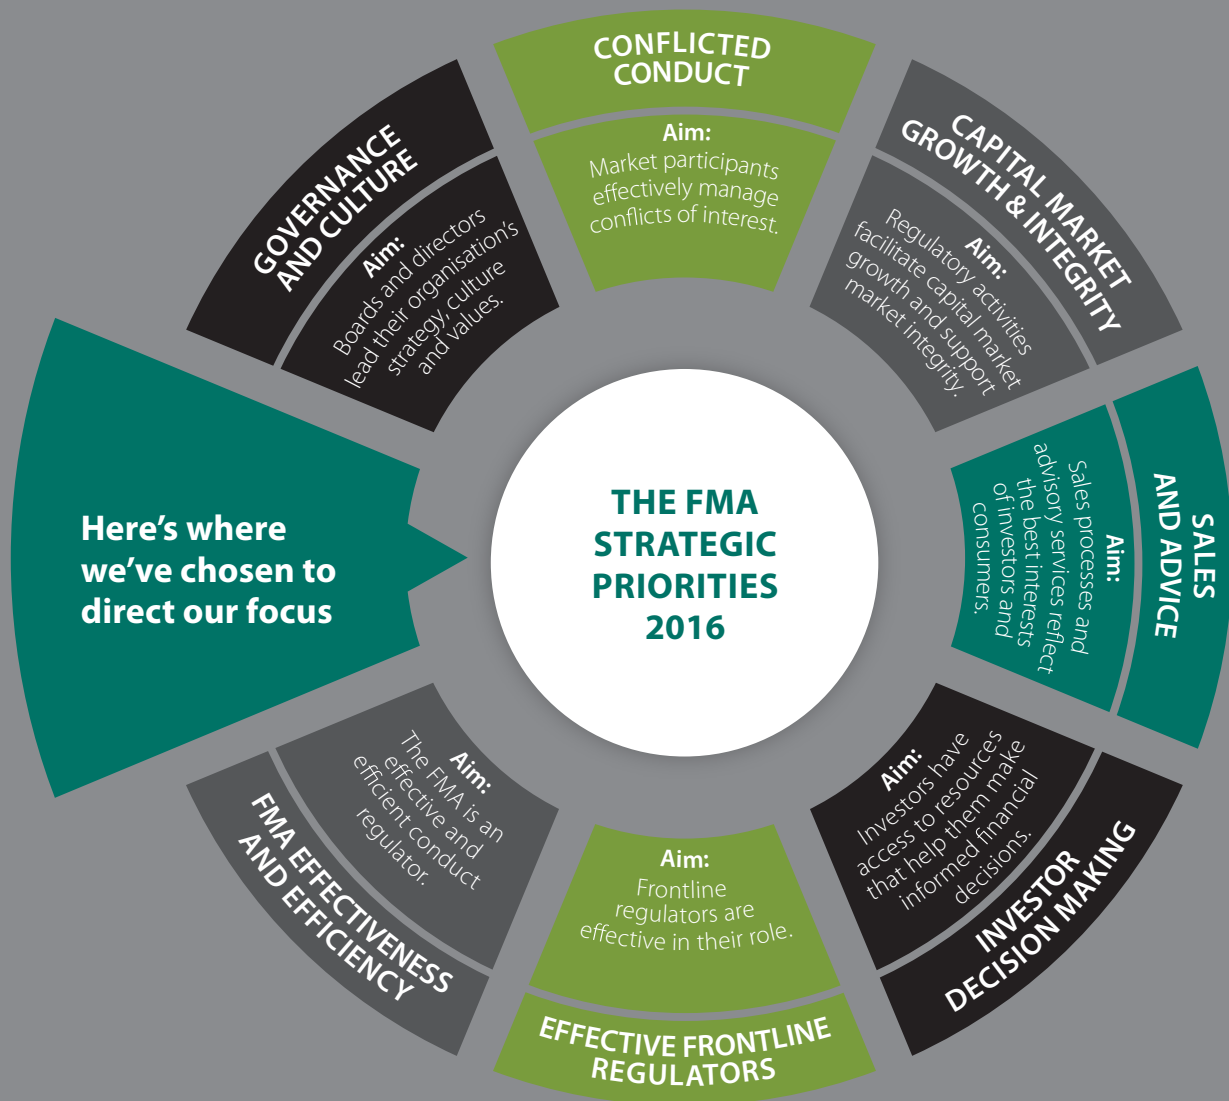 Here's where
we've chosen to
direct our focus
THE FMA
STRATEGIC
PRIORITIES
2016
GOVERNANCE
AND CULTURE
Aim:
Boards and directors
lead their organisation's
strategy, culture
and values.
CONFLICTED
CONDUCT
Aim:
Market participants
effectively manage
conflicts of interest.
CAPITAL MARKET
GROWTH & INTEGRITY
Aim:
Regulatory activities
facilitate capital market
growth and support
market integrity.
SALES
AND ADVICE
Aim:
Sales processes and
advisory services reflect
the best interests
of investors and
consumers.
Aim:
Investors have
access to resources
that help them make
informed financial
decisions.
INVESTOR
DECISION MAKING
Aim:
Frontline
regulators are
effective in their role.
EFFECTIVE FRONTLINE
REGULATORS
Aim:
The FMA is an
effective and
efficient conduct
regulator.
FMA EFFECTIVENESS
AND EFFICIENCY